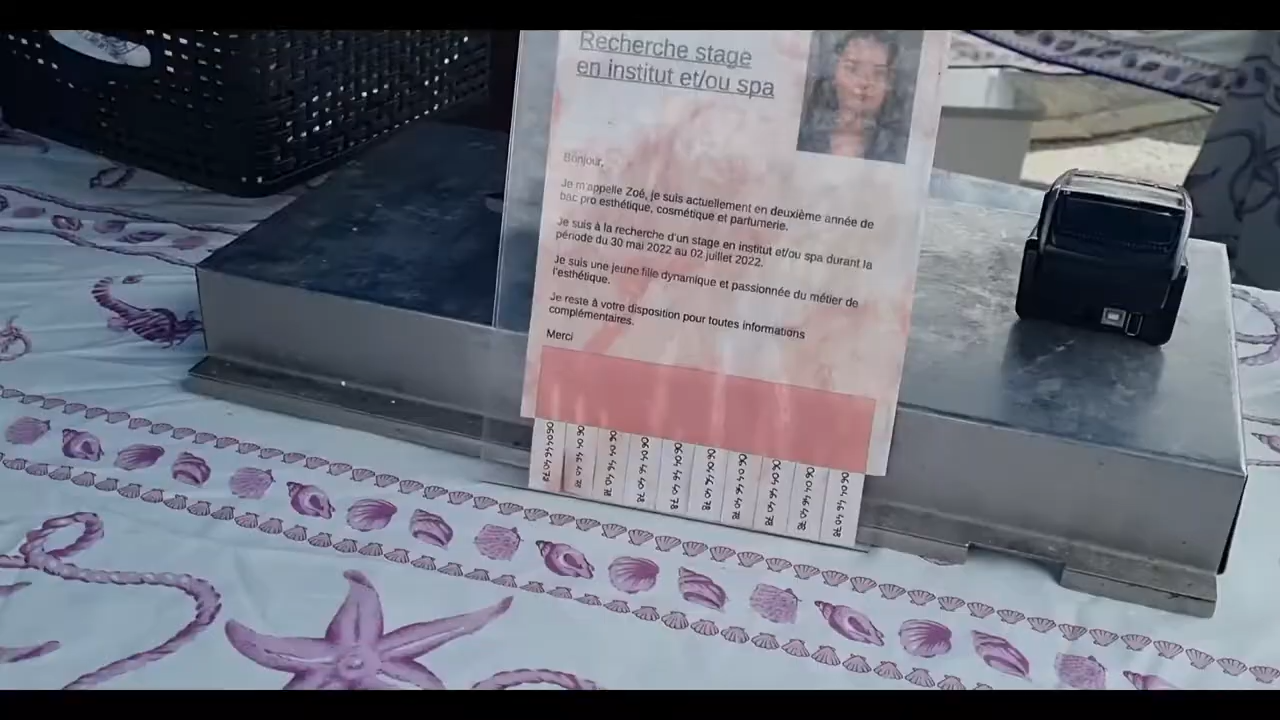 Recherche stage
en institut et/ou spa
Bonjour,
Je m'appelle Zoé, je suis actuellement en deuxième année de
bac pro esthétique, cosmétique et parfumerie.
Je suis à la recherche d'un stage en institut et/ou spa durant la
période du 30 mai 2022 au 02 juillet 2022.
Je suis une jeune fille dynamique et passionnée du métier de
l'esthétique.
Je reste à votre disposition pour toutes informations
complémentaires.
Merci